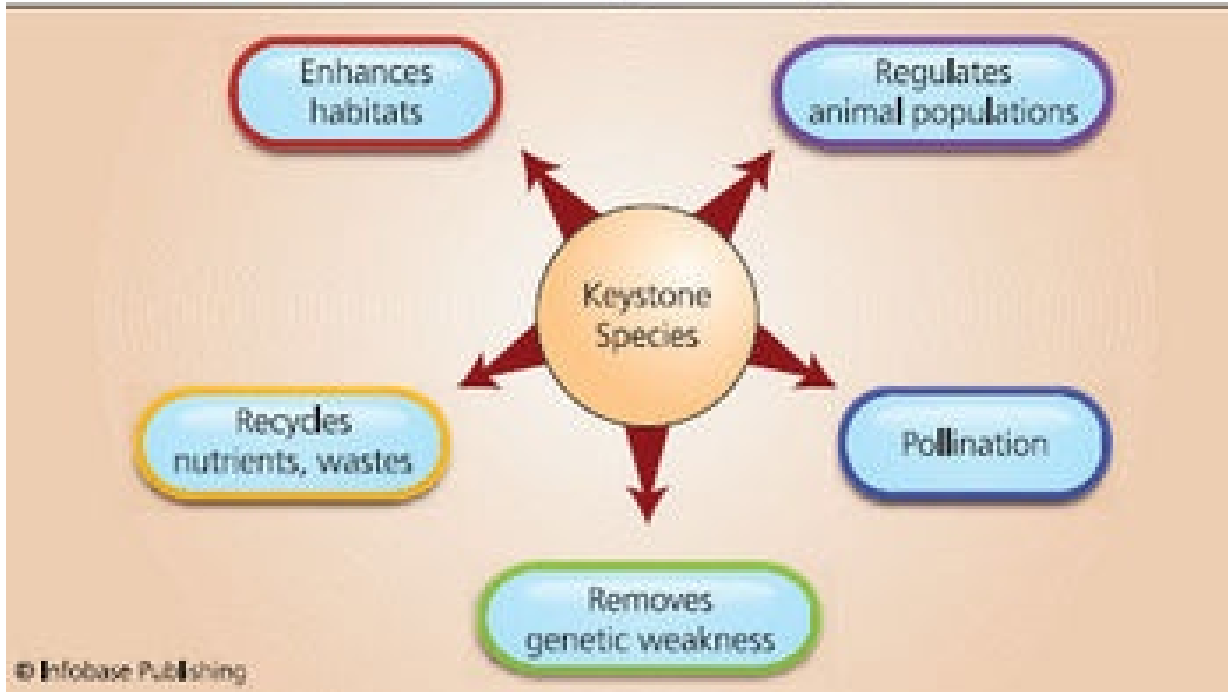 Enhances
habitats
Regulates
animal populations
Keystone
Species
Recycles
nutrients, wastes
Pollination
Removes
genetic weakness
© Infobase Publishing